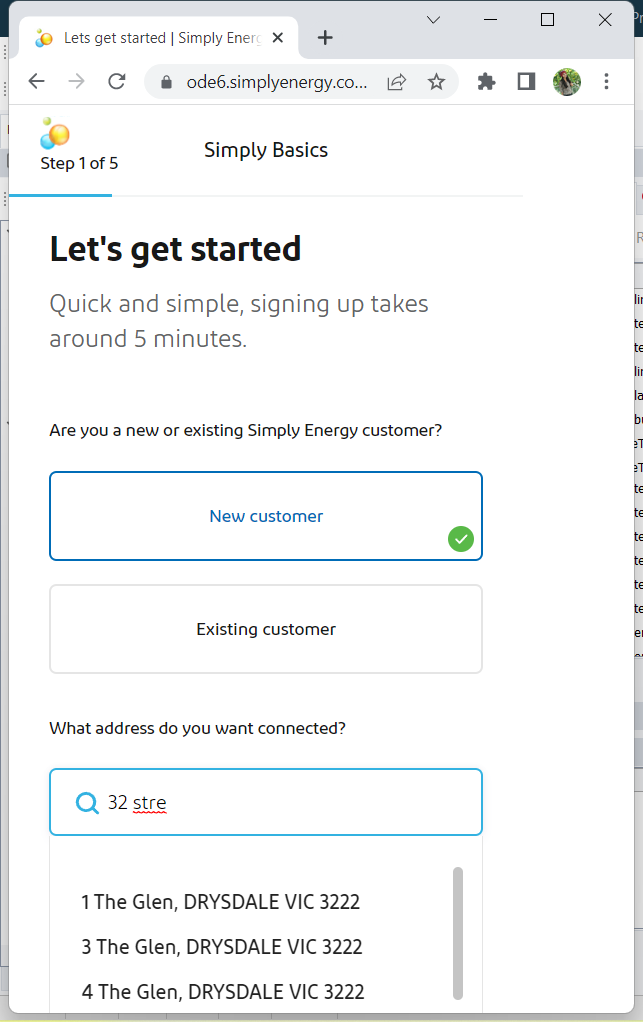 Lets get started | Simply Energ
ode6.simplyenergy.co...
Step 1 of 5
Simply Basics
Let's get started
Quick and simple, signing up takes
around 5 minutes.
Are you a new or existing Simply Energy customer?
New customer
Existing customer
What address do you want connected?
32 stre
1 The Glen, DRYSDALE VIC 3222
3 The Glen, DRYSDALE VIC 3222
4 The Glen, DRYSDALE VIC 3222